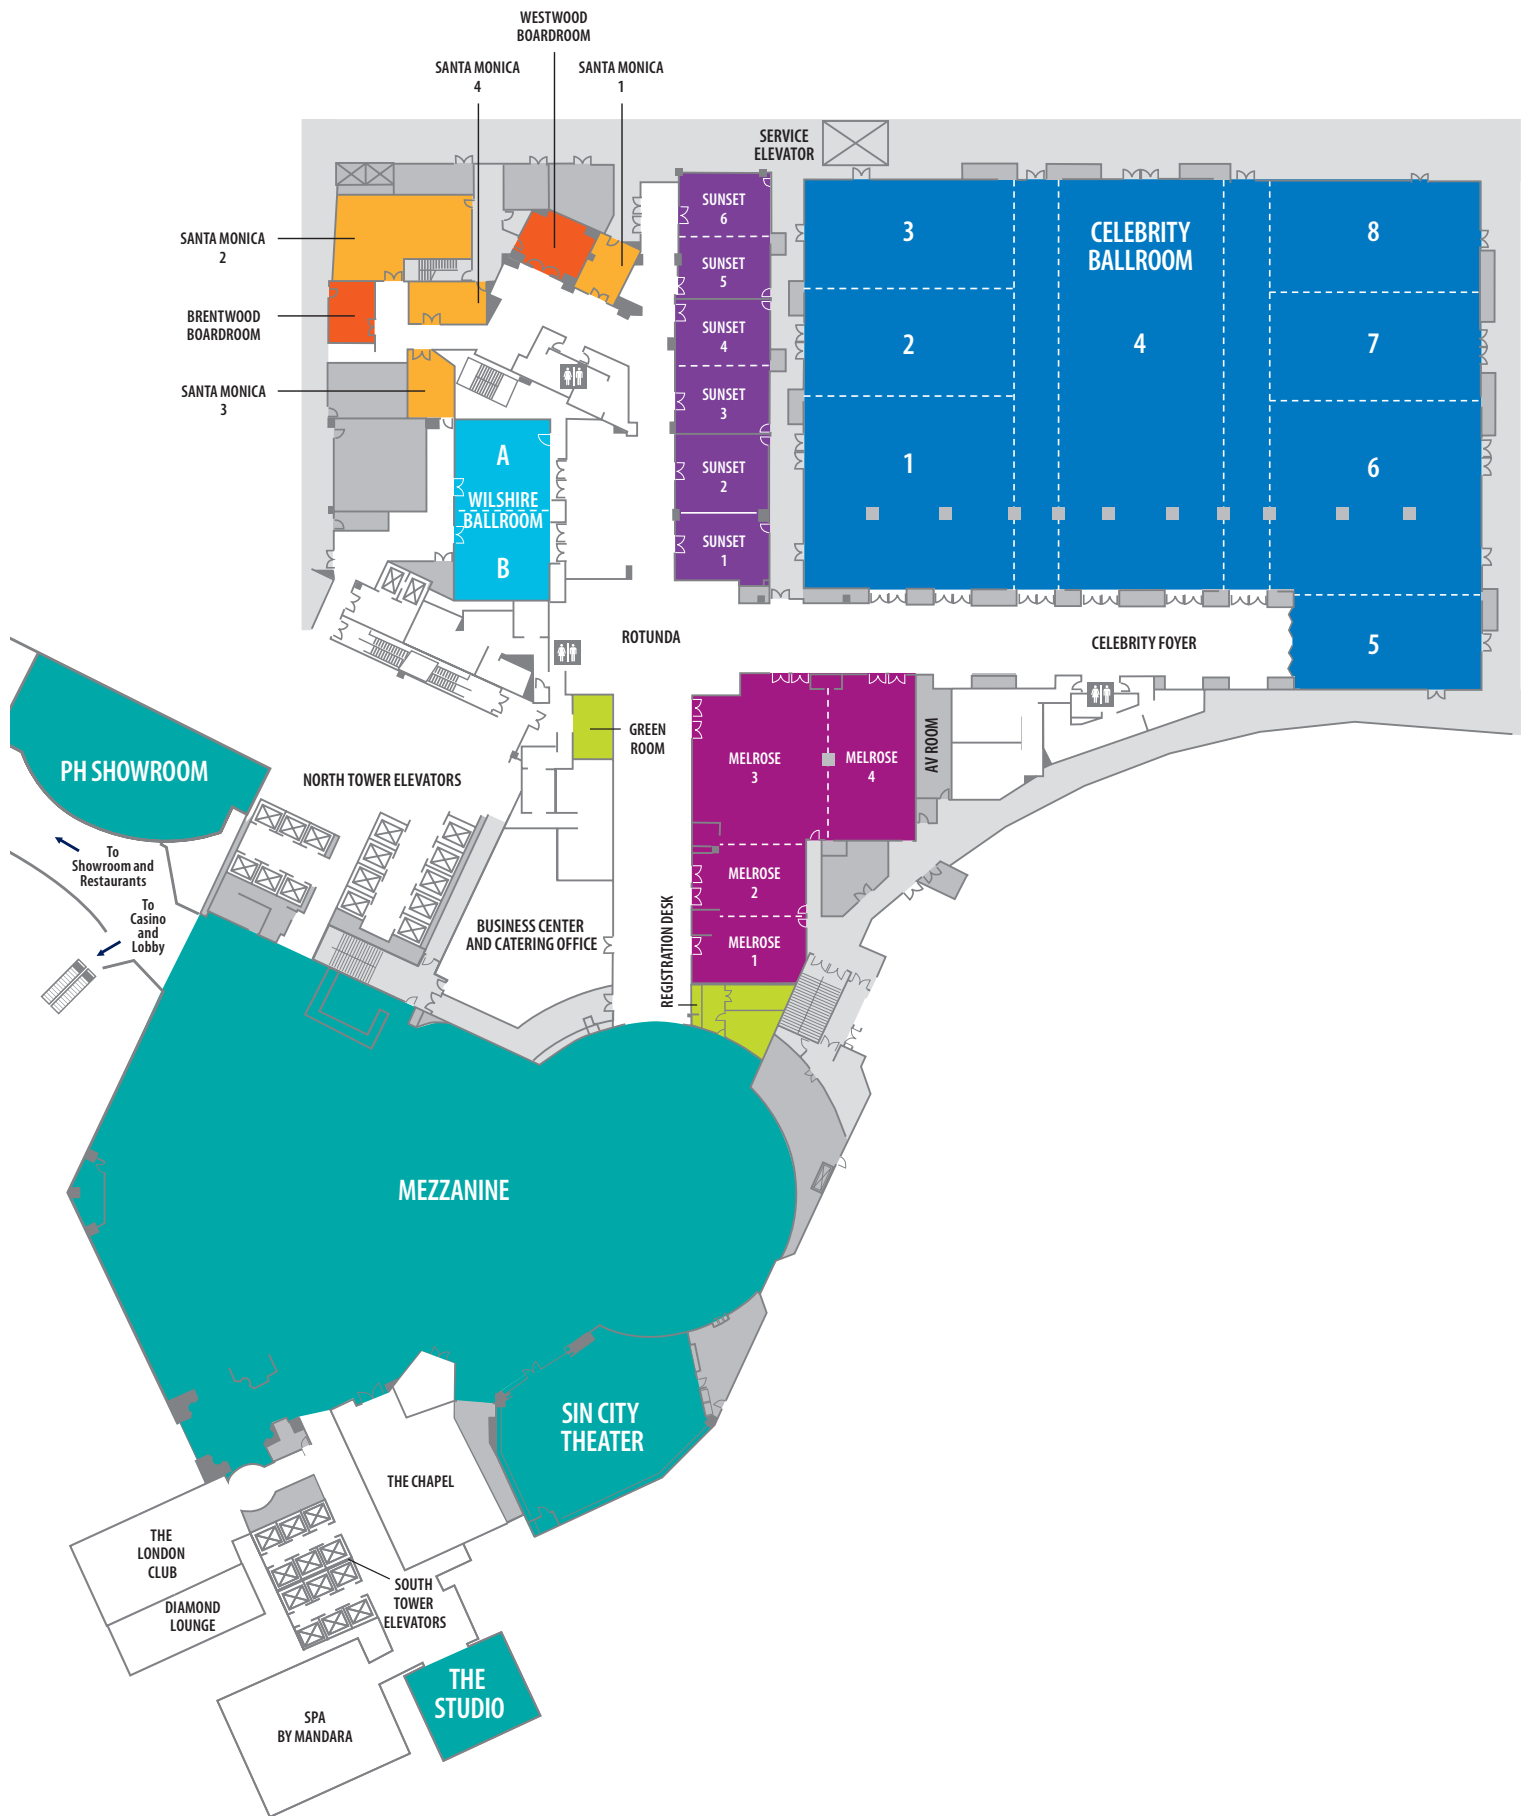 WESTWOOD
BOARDROOM
SANTA MONICA
4
SANTA MONICA
1
SERVICE
ELEVATOR
SANTA MONICA
2
BRENTWOOD
BOARDROOM
SANTA MONICA
3
SUNSET
6
SUNSET
5
SUNSET
4
SUNSET
3
SUNSET
2
SUNSET
1
3
2
1
CELEBRITY
BALLROOM
4
8
7
6
5
A
WILSHIRE
BALLROOM
B
ROTUNDA
CELEBRITY FOYER
GREEN
ROOM
MELROSE
3
MELROSE
4
AV ROOM
MELROSE
2
MELROSE
1
REGISTRATION DESK
PH SHOWROOM
NORTH TOWER ELEVATORS
To
Showroom and
Restaurants
To
Casino
and
Lobby
BUSINESS CENTER
AND CATERING OFFICE
MEZZANINE
SIN CITY
THEATER
THE CHAPEL
THE
LONDON
CLUB
DIAMOND
LOUNGE
SOUTH
TOWER
ELEVATORS
THE
STUDIO
SPA
BY MANDARA